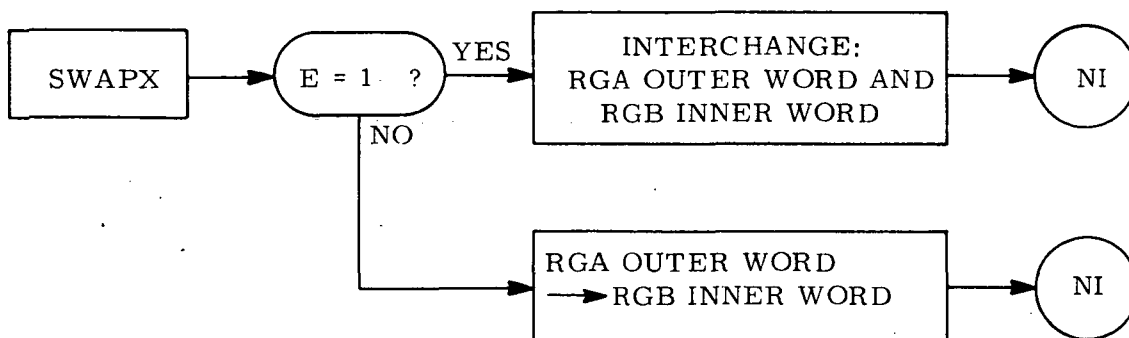 SWAPX
E = 1 ?
YES
INTERCHANGE:
RGA OUTER WORD AND
RGB INNER WORD
NI
NO
RGA OUTER WORD
→ RGB INNER WORD
NI